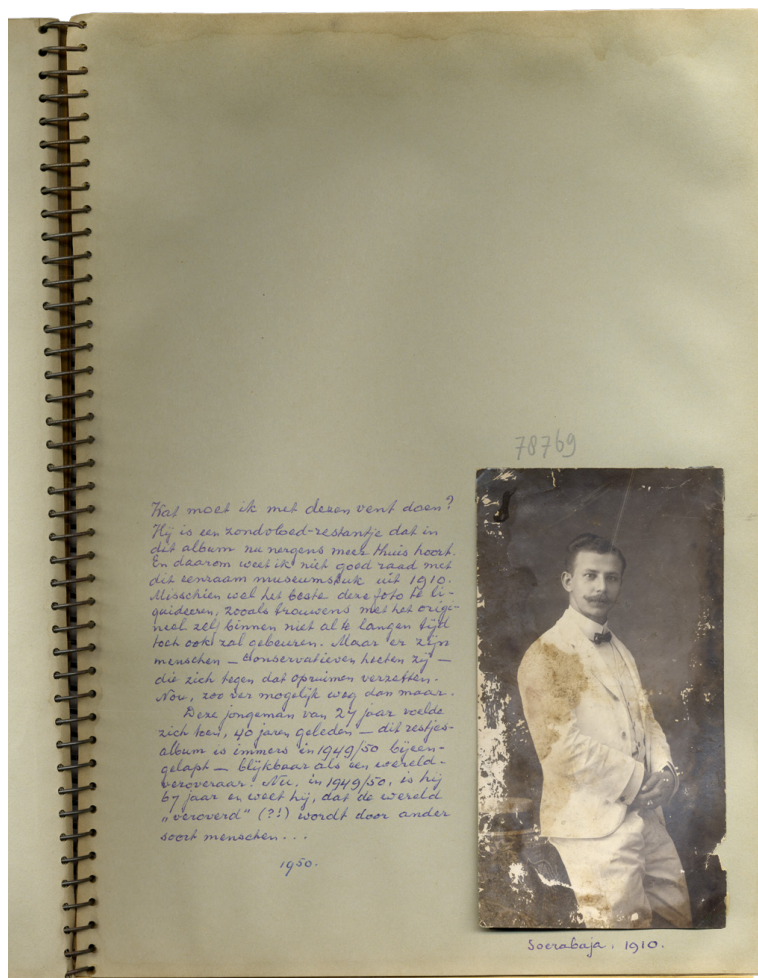 78769
Wat moet ik met dezen vent doen?
Hij is een zondvloed-restantje dat in
dit album nu nergens meer thuis hoort.
En daarom weet ik niet goed raad met
dit eenzaam museumstuk uit 1910.
Misschien wel het beste deze foto te li-
quideeren, zooals trouwens met het origi-
neel zelf binnen niet al te langen tijd
toch ook zal gebeuren. Maar er zijn
menschen — conservatieven heeten zij —
die zich tegen dat opruimen verzetten.
Nou, zoo ver mogelijk weg dan maar.
Deze jongeman van 27 jaar voelde
zich toen, 40 jaren geleden — dit restjes-
album is immers in 1949/50 bijeen-
gelapt — blijkbaar als een wereld-
veroveraar! Nu, in 1949/50, is hij
67 jaar en weet hij, dat de wereld
„veroverd” (?!) wordt door ander
soort menschen...
1950.
Soerabaja, 1910.